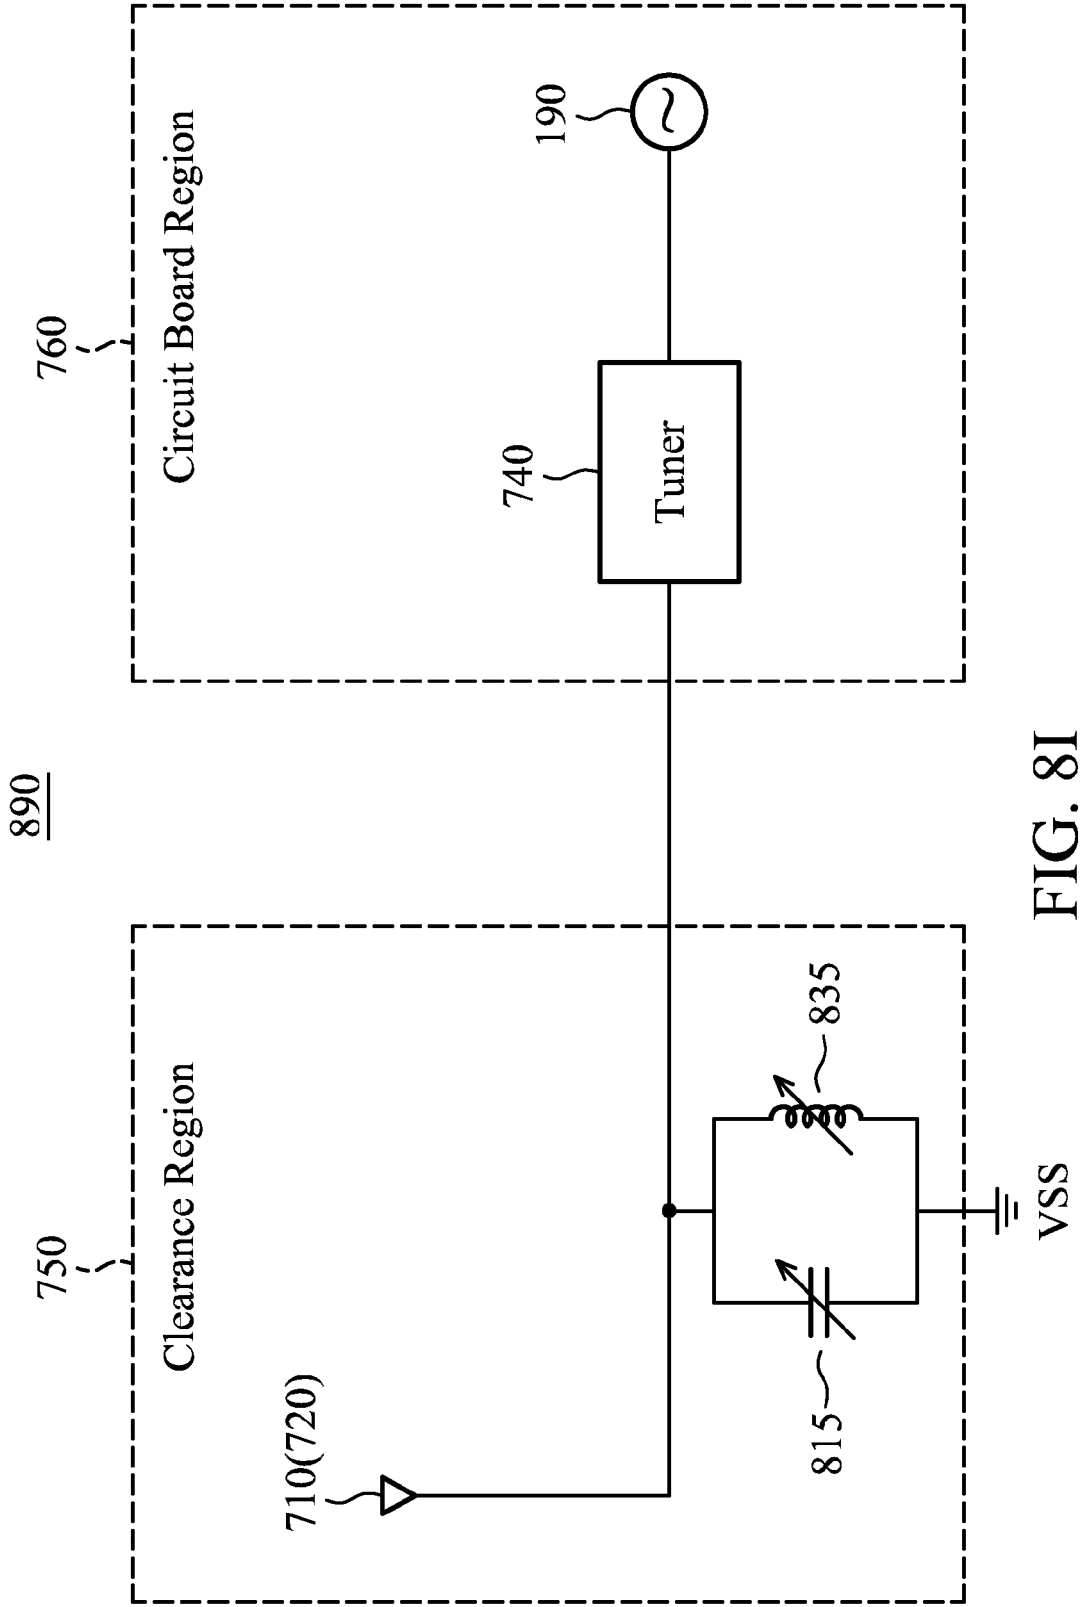 890
750
760
Clearance Region
Circuit Board Region
710(720)
740
190
Tuner
815
835
VSS
FIG. 8I